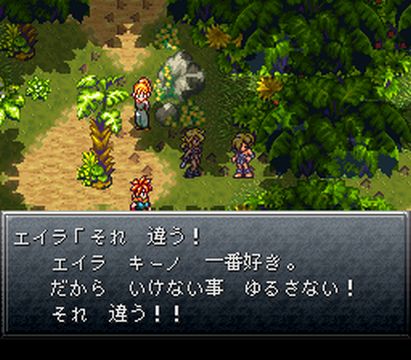 エイラ「それ 違う！
エイラ キーノ 一番好き。
だから いけない事 ゆるさない！
それ 違う！！